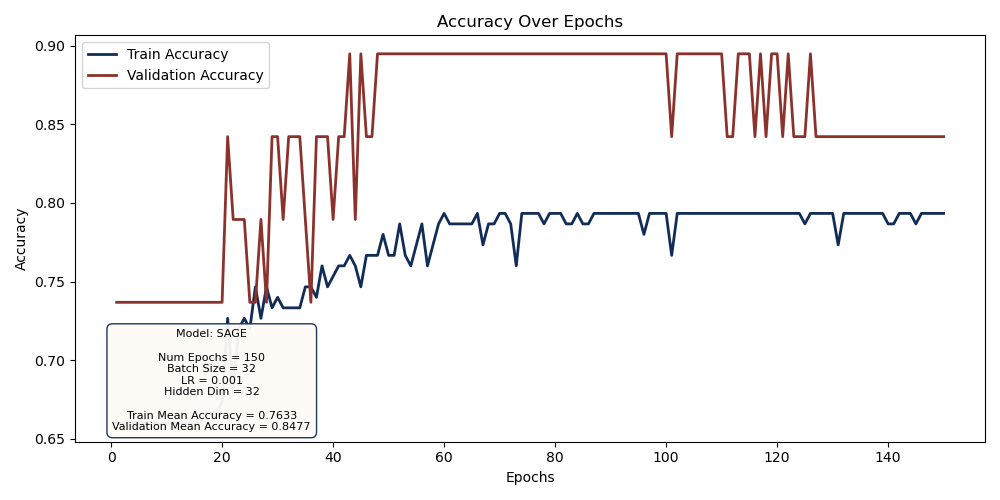 Accuracy Over Epochs
Train Accuracy
Validation Accuracy
Accuracy
0.90
0.85
0.80
0.75
0.70
0.65
Model: SAGE
Num Epochs = 150
Batch Size = 32
LR = 0.001
Hidden Dim = 32
Train Mean Accuracy = 0.7633
Validation Mean Accuracy = 0.8477
0 20 40 60 80 100 120 140
Epochs